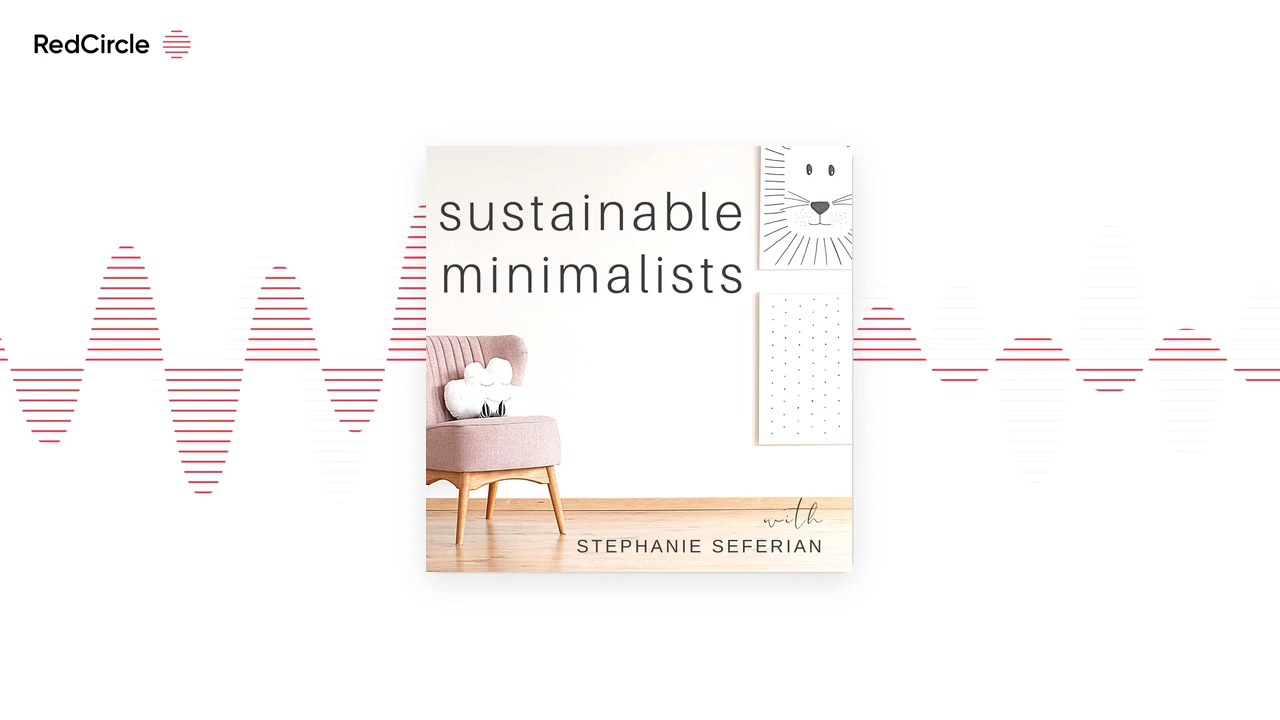 RedCircle
sustainable
minimalists
with
STEPHANIE SEFERIAN